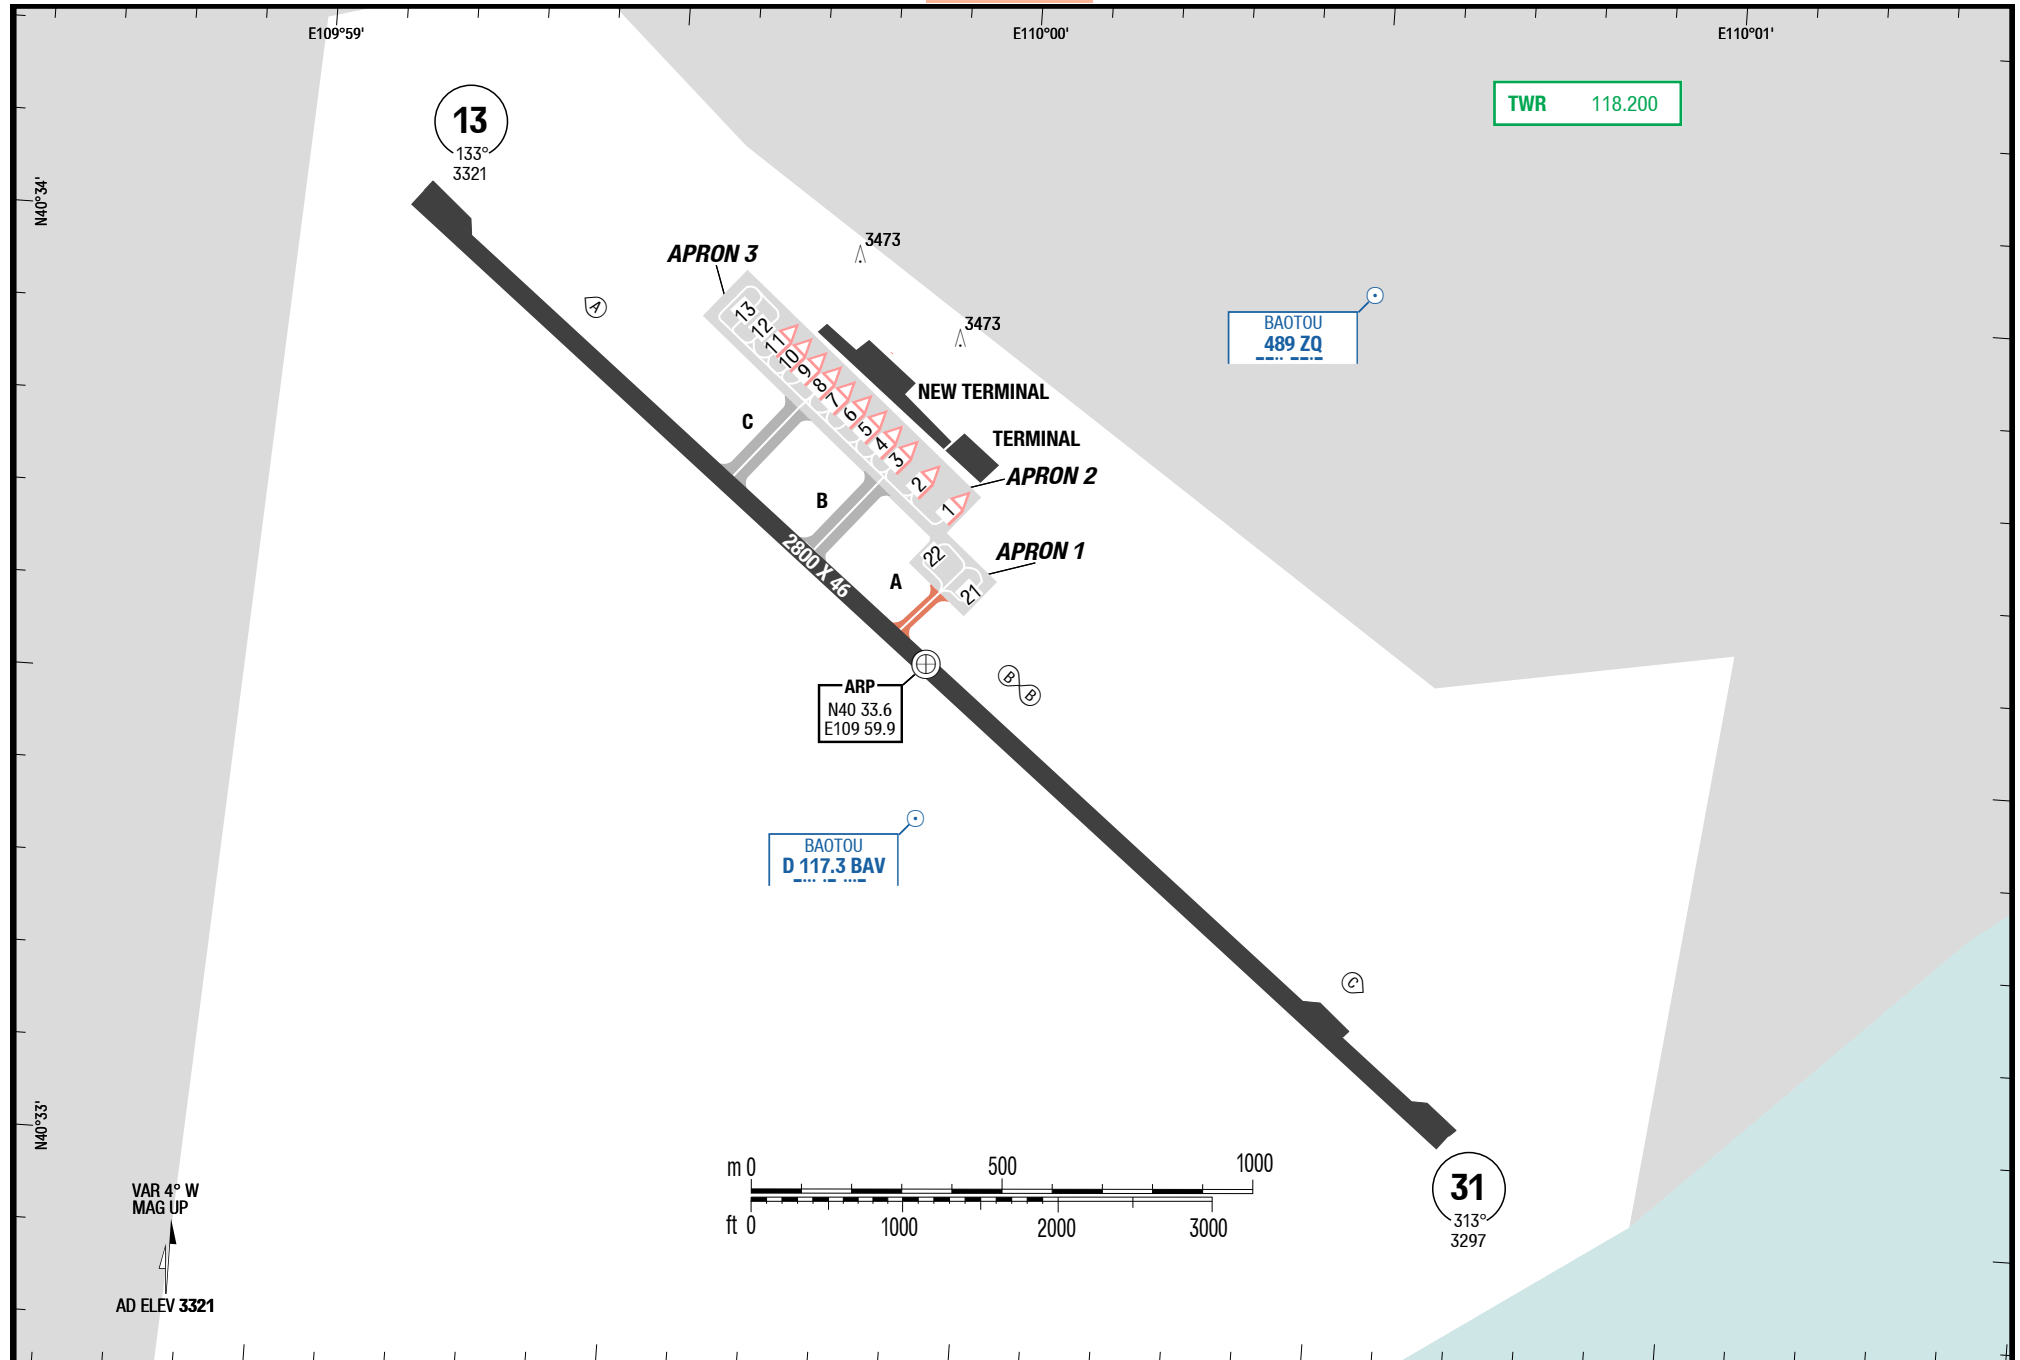 E109°59'
E110°00'
E110°01'
TWR 118.200
13
133°
3321
N40°34'
3473
APRON 3
A
3473
BAOTOU
489 ZQ
13
12
11
10
9
8
7
6
5
4
3
2
1
NEW TERMINAL
TERMINAL
APRON 2
C
B
APRON 1
22
21
A
2800 X 46
ARP
N40 33.6
E109 59.9
B
B
BAOTOU
D 117.3 BAV
C
N40°33'
m 0 500 1000
ft 0 1000 2000 3000
31
313°
3297
VAR 4° W
MAG UP
AD ELEV 3321